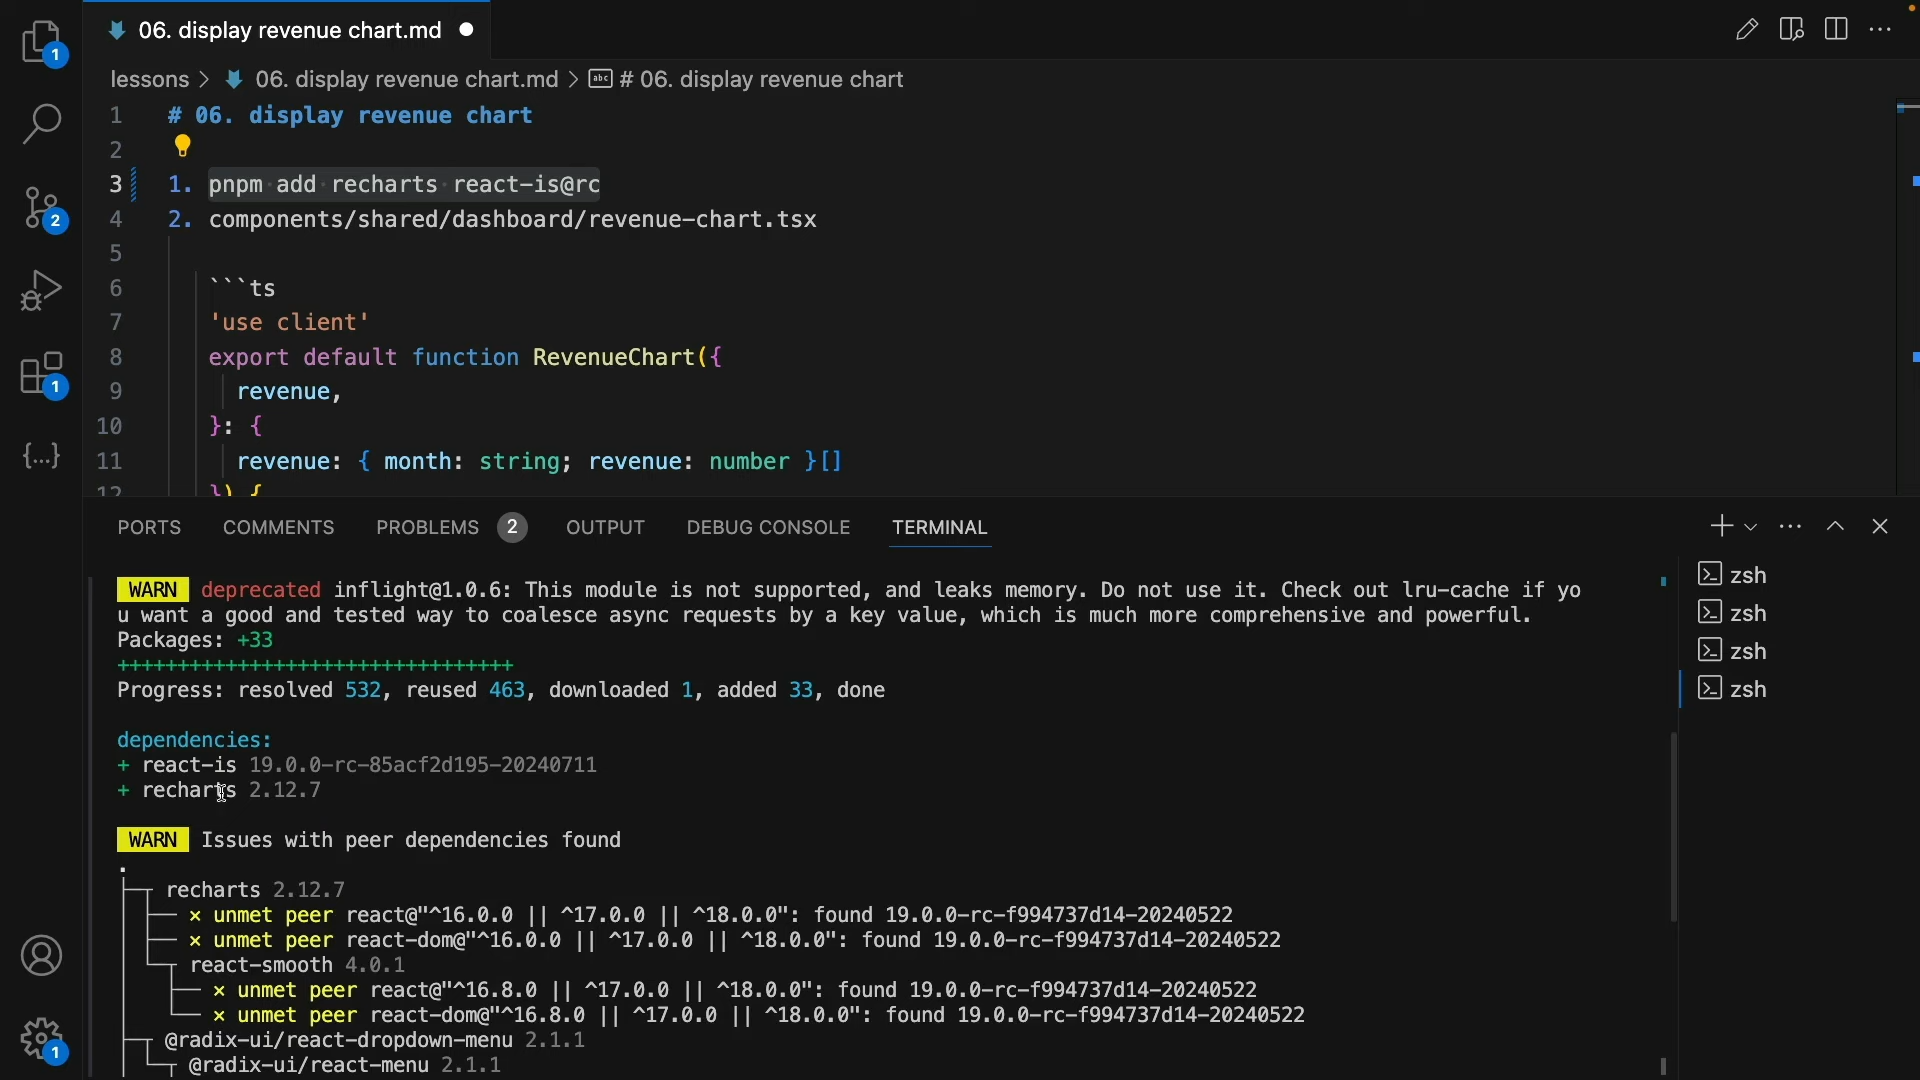 06. display revenue chart.md
lessons > 06. display revenue chart.md > abc # 06. display revenue chart
1 # 06. display revenue chart
2
3 1. pnpm add recharts react-is@rc
4 2. components/shared/dashboard/revenue-chart.tsx
5
6 ```ts
7 'use client'
8 export default function RevenueChart({
9 revenue,
10 }: {
11 revenue: { month: string; revenue: number }[]
12 }) {
1
2
1
1
PORTS COMMENTS PROBLEMS 2 OUTPUT DEBUG CONSOLE TERMINAL
WARN deprecated inflight@1.0.6: This module is not supported, and leaks memory. Do not use it. Check out lru-cache if yo
u want a good and tested way to coalesce async requests by a key value, which is much more comprehensive and powerful.
Packages: +33
+++++++++++++++++++++++++++++++++
Progress: resolved 532, reused 463, downloaded 1, added 33, done
dependencies:
+ react-is 19.0.0-rc-85acf2d195-20240711
+ recharts 2.12.7
WARN Issues with peer dependencies found
.
├─┬ recharts 2.12.7
│ ├── ✕ unmet peer react@"^16.0.0 || ^17.0.0 || ^18.0.0": found 19.0.0-rc-f994737d14-20240522
│ ├── ✕ unmet peer react-dom@"^16.0.0 || ^17.0.0 || ^18.0.0": found 19.0.0-rc-f994737d14-20240522
│ └─┬ react-smooth 4.0.1
│   ├── ✕ unmet peer react@"^16.8.0 || ^17.0.0 || ^18.0.0": found 19.0.0-rc-f994737d14-20240522
│   └── ✕ unmet peer react-dom@"^16.8.0 || ^17.0.0 || ^18.0.0": found 19.0.0-rc-f994737d14-20240522
├─┬ @radix-ui/react-dropdown-menu 2.1.1
│ └─┬ @radix-ui/react-menu 2.1.1
zsh
zsh
zsh
zsh